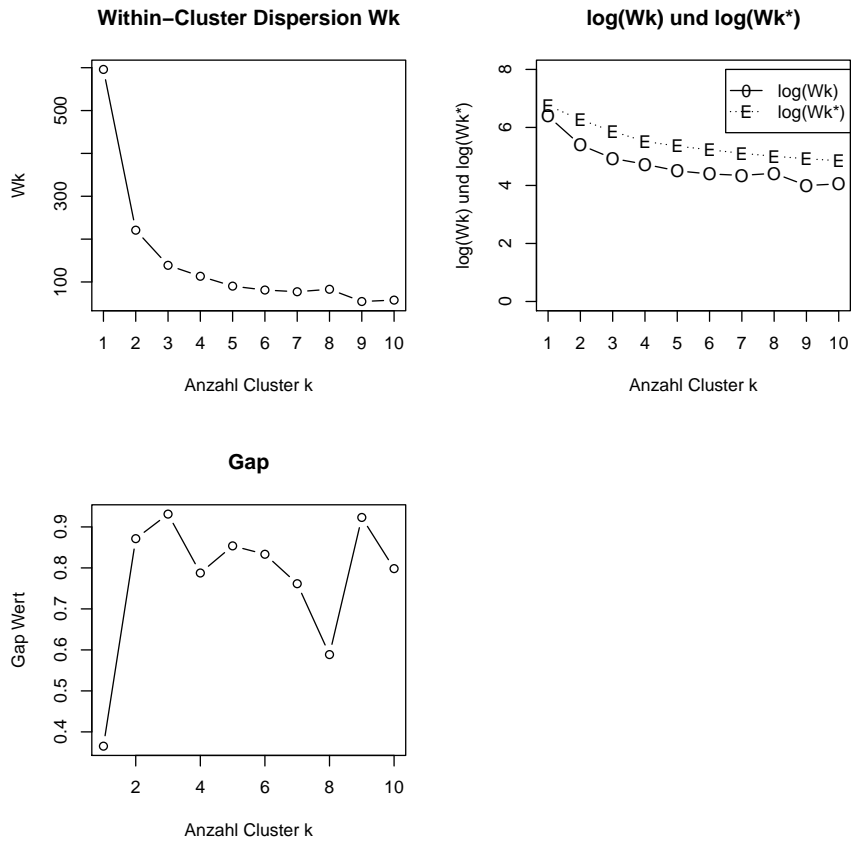 Within−Cluster Dispersion Wk
Wk
100
300
500
1 2 3 4 5 6 7 8 9 10
Anzahl Cluster k
log(Wk) und log(Wk*)
log(Wk) und log(Wk*)
0
2
4
6
8
O
O
O
O
O
O
O
O
O
O
E
E
E
E
E
E
E
E
E
E
O log(Wk)
E log(Wk*)
1 2 3 4 5 6 7 8 9 10
Anzahl Cluster k
Gap
Gap Wert
0.4
0.5
0.6
0.7
0.8
0.9
2 4 6 8 10
Anzahl Cluster k